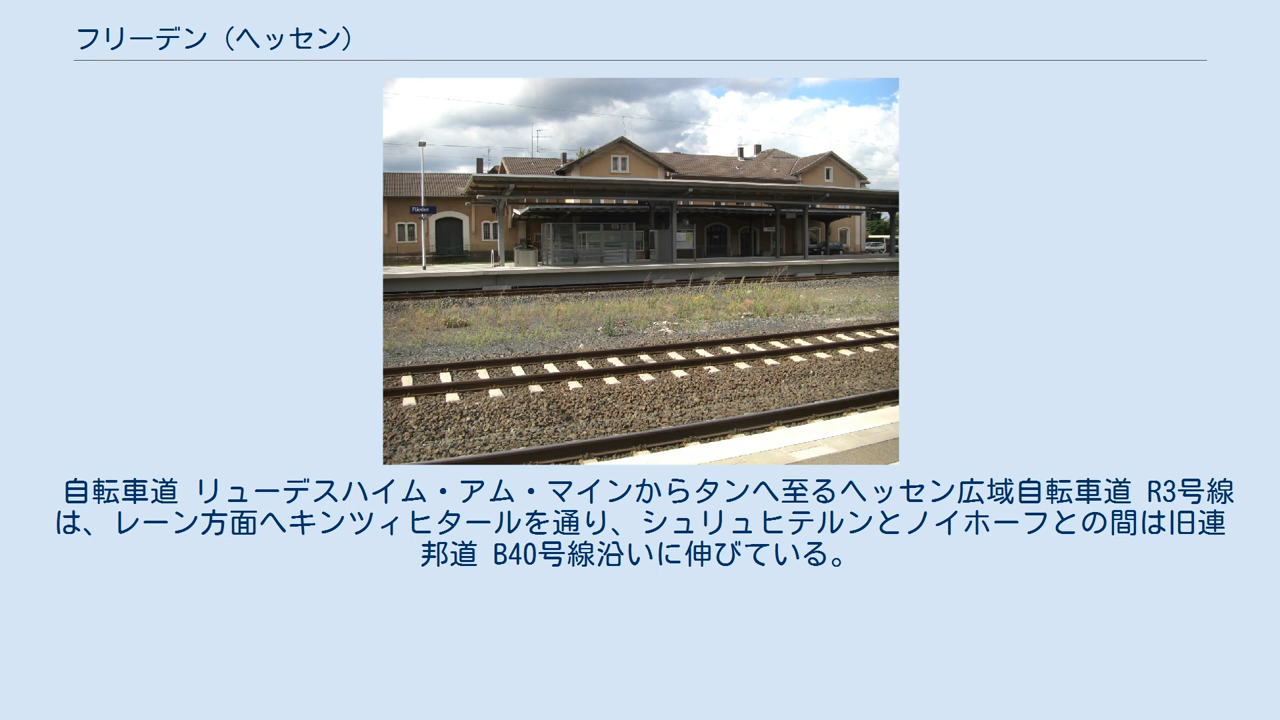 フリーデン（ヘッセン）
Flieden
自転車道 リューデスハイム・アム・マインからタンへ至るヘッセン広域自転車道 R3号線
は、レーン方面へキンツィヒタールを通り、シュリュヒテルンとノイホーフとの間は旧連
邦道 B40号線沿いに伸びている。